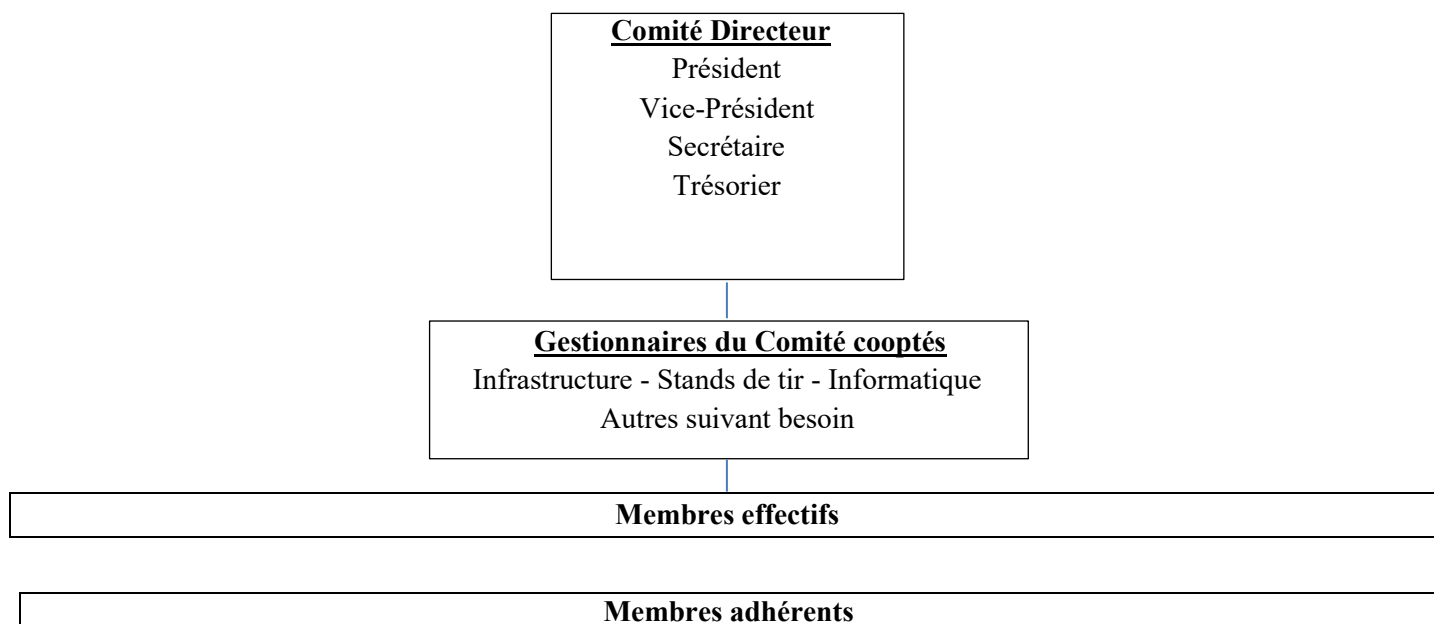 Comité Directeur
Président
Vice-Président
Secrétaire
Trésorier
Gestionnaires du Comité cooptés
Infrastructure - Stands de tir - Informatique
Autres suivant besoin
Membres effectifs
Membres adhérents